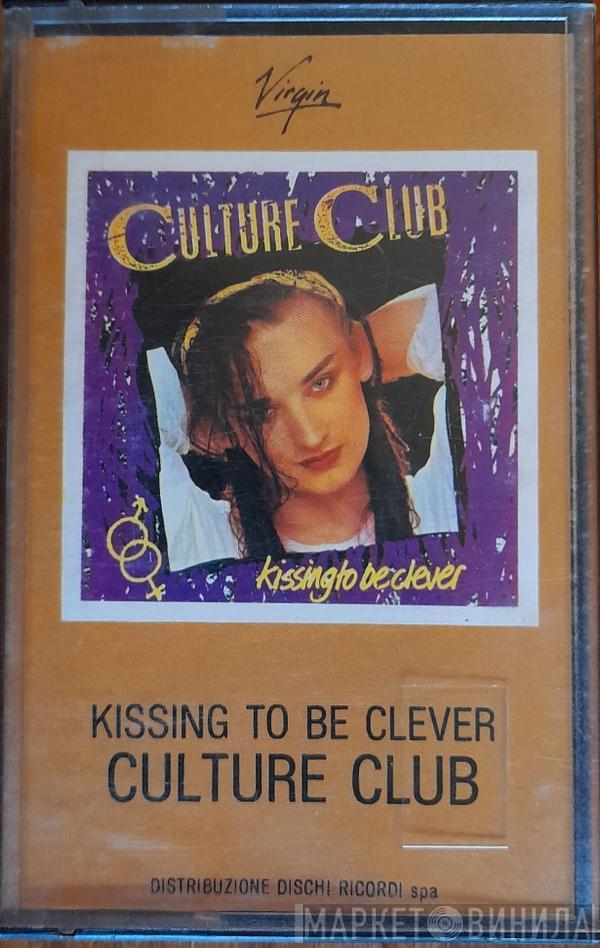 Virgin
CULTURE CLUB
kissing to be clever
KISSING TO BE CLEVER
CULTURE CLUB
DISTRIBUZIONE DISCHI RICORDI spa
МАРКЕТ ВИНИЛА